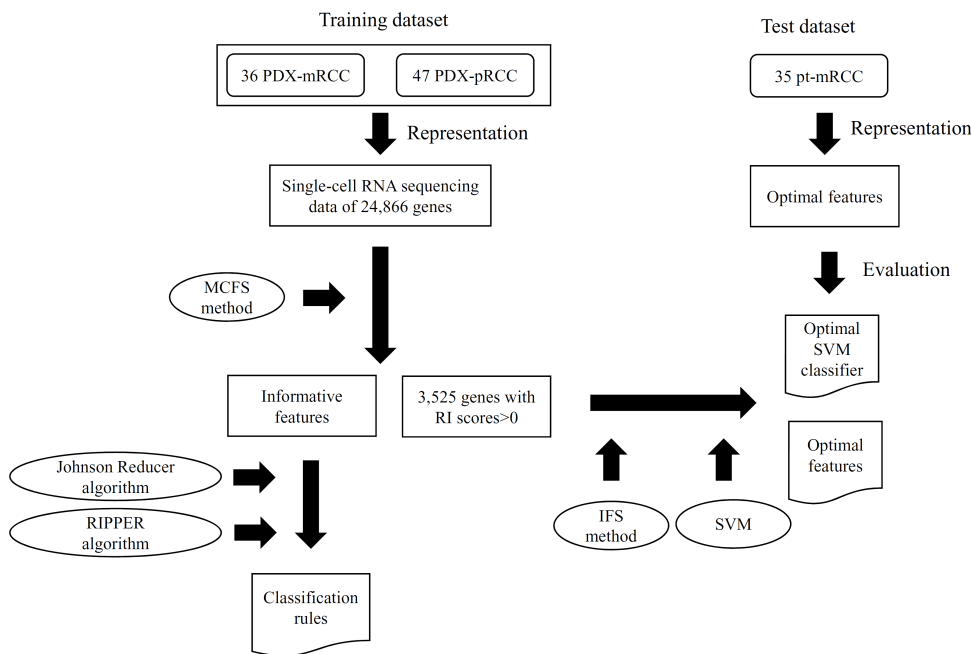 Training dataset
36 PDX-mRCC
47 PDX-pRCC
Representation
Single-cell RNA sequencing
data of 24,866 genes
MCFS
method
Informative
features
3,525 genes with
RI scores>0
Johnson Reducer
algorithm
RIPPER
algorithm
Classification
rules
IFS
method
SVM
Test dataset
35 pt-mRCC
Representation
Optimal features
Evaluation
Optimal
SVM
classifier
Optimal
features